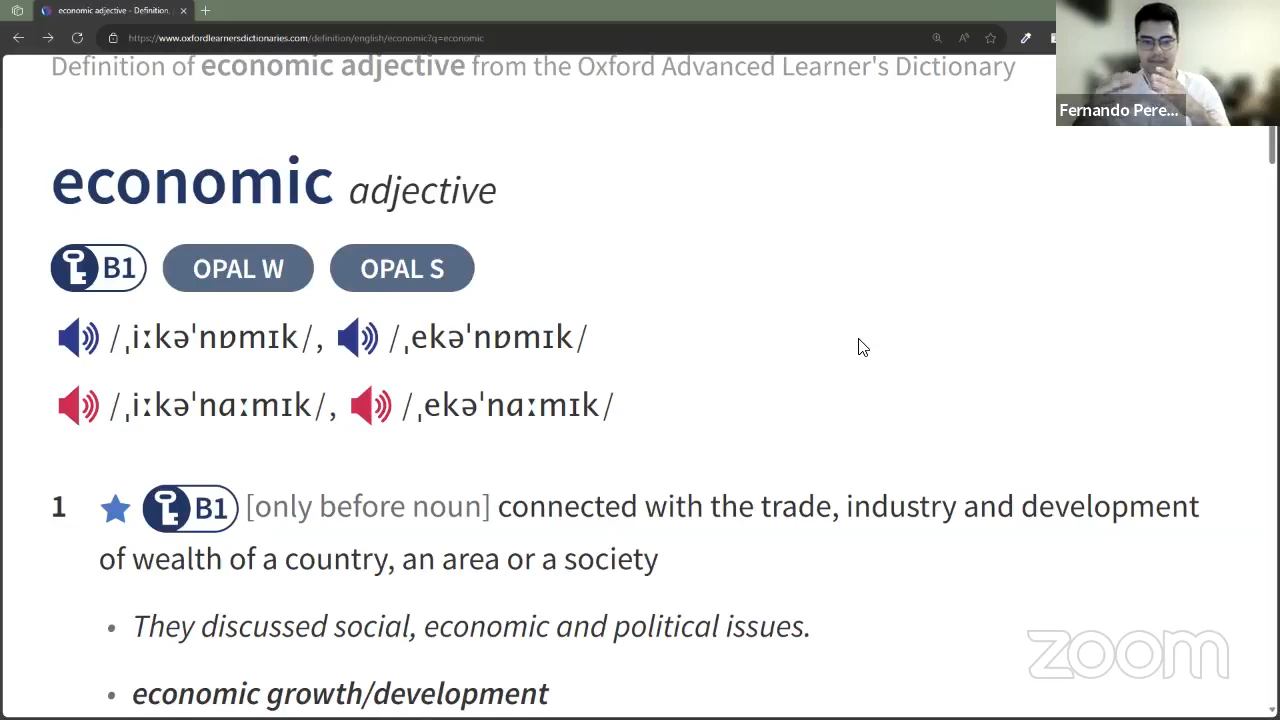 economic adjective - Definition,
https://www.oxfordlearnersdictionaries.com/definition/english/economic?q=economic
Definition of economic adjective from the Oxford Advanced Learner's Dictionary
Fernando Pere...
economic adjective
B1 OPAL W OPAL S
/ˌiːkəˈnɒmɪk/, /ˌekəˈnɒmɪk/
/ˌiːkəˈnɑːmɪk/, /ˌekəˈnɑːmɪk/
1 B1 [only before noun] connected with the trade, industry and development
of wealth of a country, an area or a society
• They discussed social, economic and political issues.
• economic growth/development
zoom